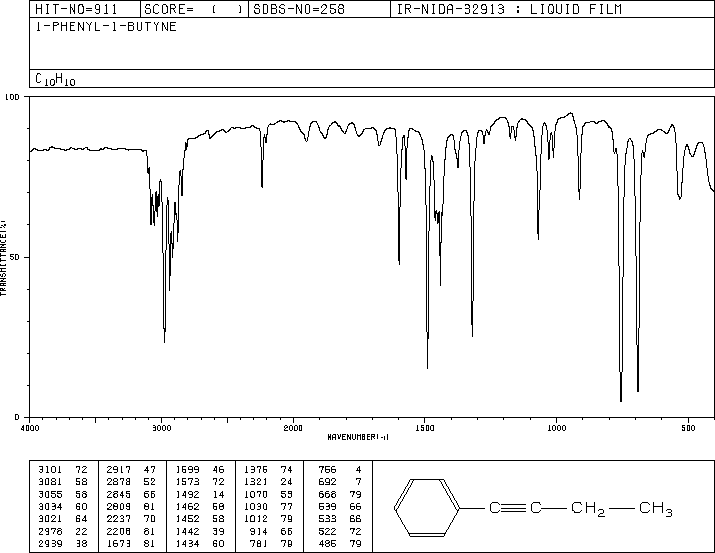 HIT-NO=911 SCORE= ( ) SDBS-NO=258 IR-NIDA-32913 : LIQUID FILM
1-PHENYL-1-BUTYNE
C10H10
100
50
0
TRANSMITTANCE(%)
4000 3000 2000 1500 1000 500
WAVENUMBER(-1)
3101 72 2917 47 1599 46 1376 74 756 4
3081 58 2878 52 1573 72 1321 24 692 7
3055 58 2845 66 1492 14 1070 53 668 79
3034 60 2809 81 1462 58 1030 77 539 66
3021 64 2237 70 1452 58 1012 79 533 66
2978 22 2208 81 1442 39 914 66 522 72
2939 38 1673 81 1434 60 781 79 486 79
C≡C CH2 CH3